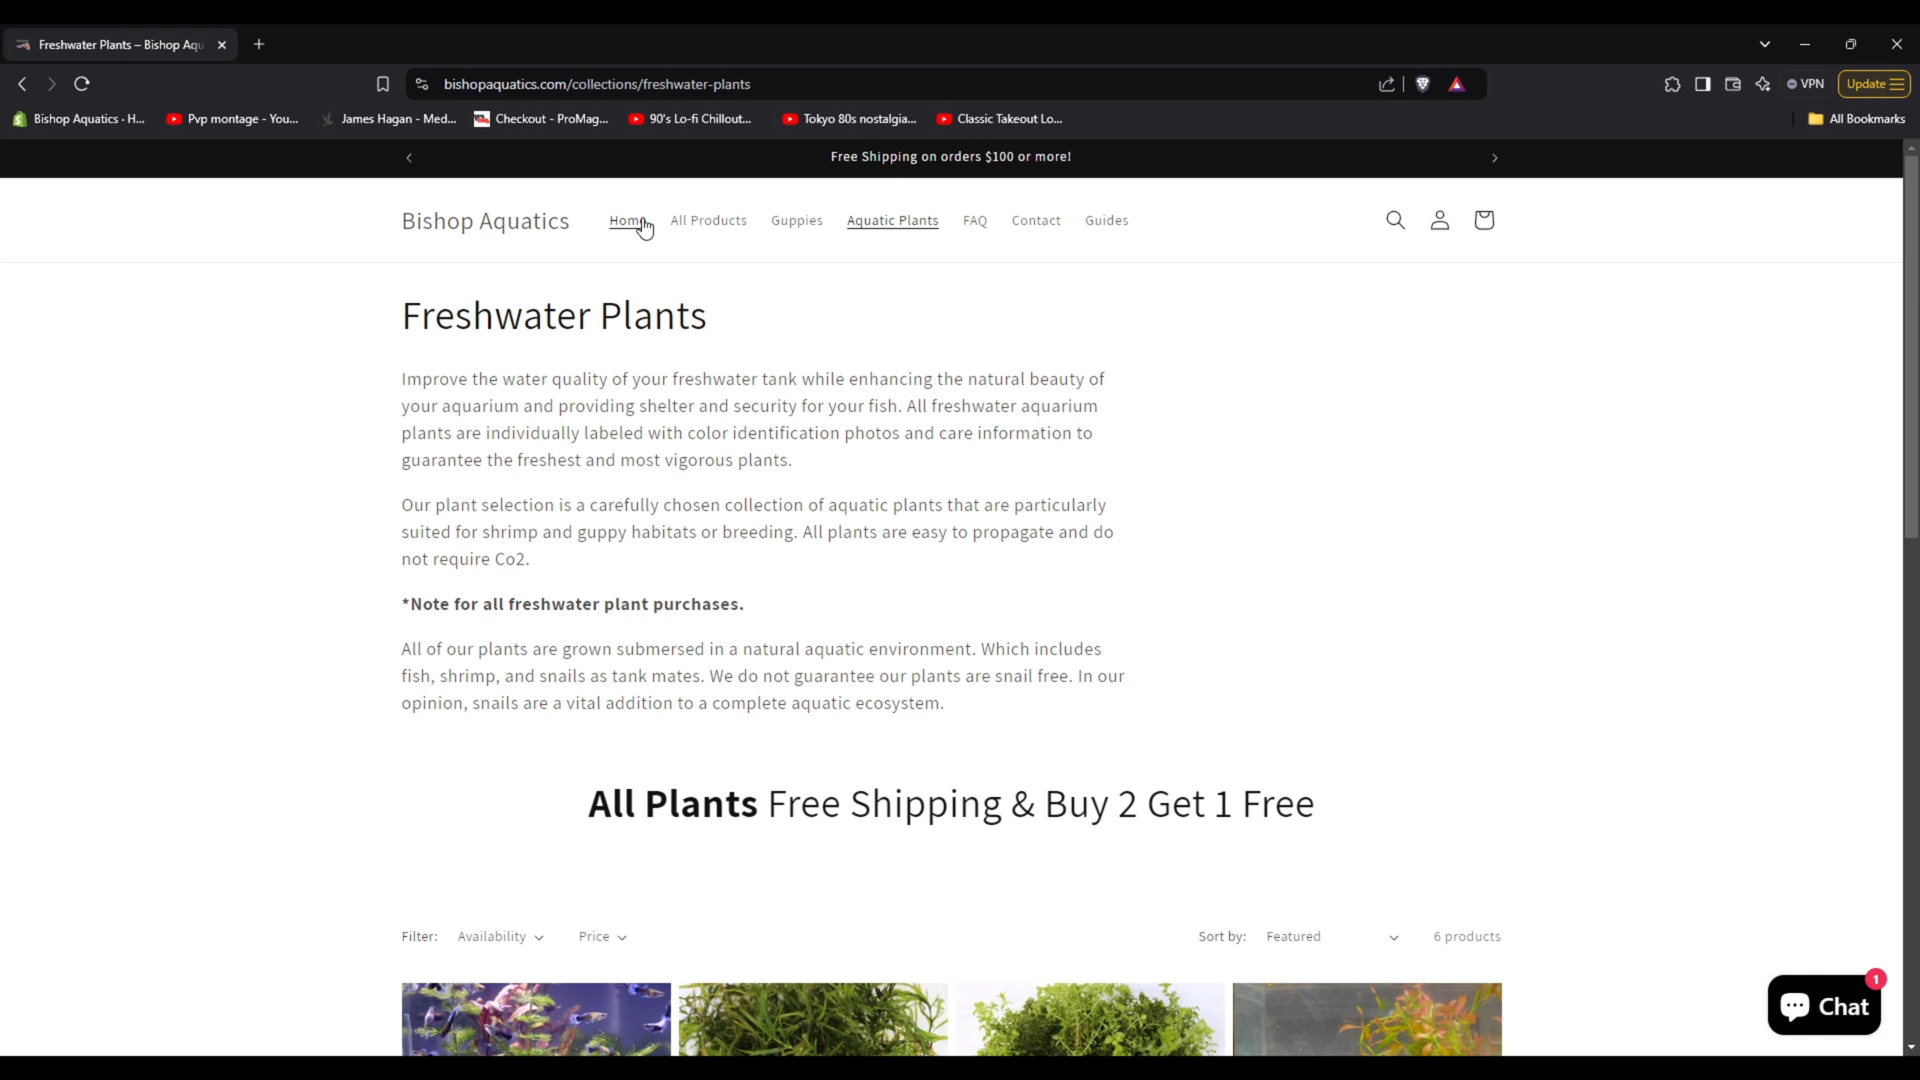 Freshwater Plants – Bishop Aqu
bishopaquatics.com/collections/freshwater-plants
VPN
Update
Bishop Aquatics · H...
Pvp montage - You...
James Hagan - Med...
Checkout - ProMag...
90's Lo-fi Chillout...
Tokyo 80s nostalgia...
Classic Takeout Lo...
All Bookmarks
Free Shipping on orders $100 or more!
Bishop Aquatics
Home
All Products
Guppies
Aquatic Plants
FAQ
Contact
Guides
Freshwater Plants
Improve the water quality of your freshwater tank while enhancing the natural beauty of
your aquarium and providing shelter and security for your fish. All freshwater aquarium
plants are individually labeled with color identification photos and care information to
guarantee the freshest and most vigorous plants.
Our plant selection is a carefully chosen collection of aquatic plants that are particularly
suited for shrimp and guppy habitats or breeding. All plants are easy to propagate and do
not require Co2.
*Note for all freshwater plant purchases.
All of our plants are grown submersed in a natural aquatic environment. Which includes
fish, shrimp, and snails as tank mates. We do not guarantee our plants are snail free. In our
opinion, snails are a vital addition to a complete aquatic ecosystem.
All Plants Free Shipping & Buy 2 Get 1 Free
Filter:
Availability
Price
Sort by:
Featured
6 products
1
Chat